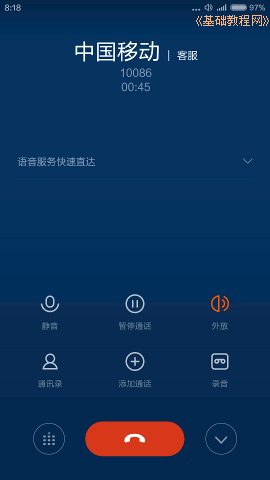 8:18 ... 97%
《基础教程网》
中国移动 | 客服
10086
00:45
语音服务快速直达
静音 暂停通话 外放
通讯录 添加通话 录音